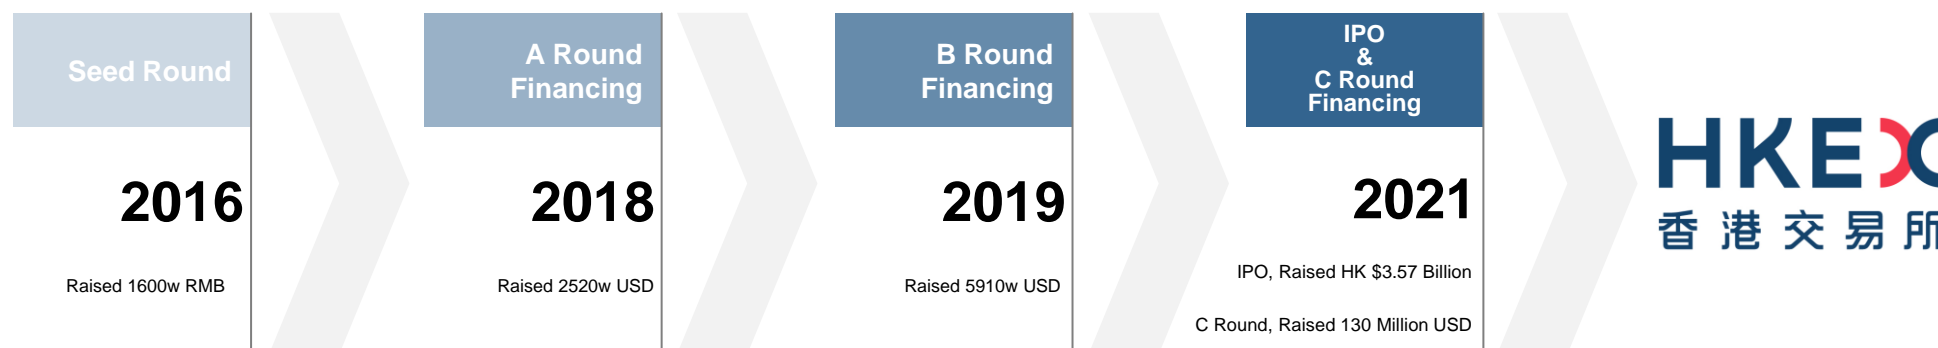 Seed Round
2016
Raised 1600w RMB
A Round
Financing
2018
Raised 2520w USD
B Round
Financing
2019
Raised 5910w USD
IPO
&
C Round
Financing
2021
IPO, Raised HK $3.57 Billion
C Round, Raised 130 Million USD
HKEX
香港交易所